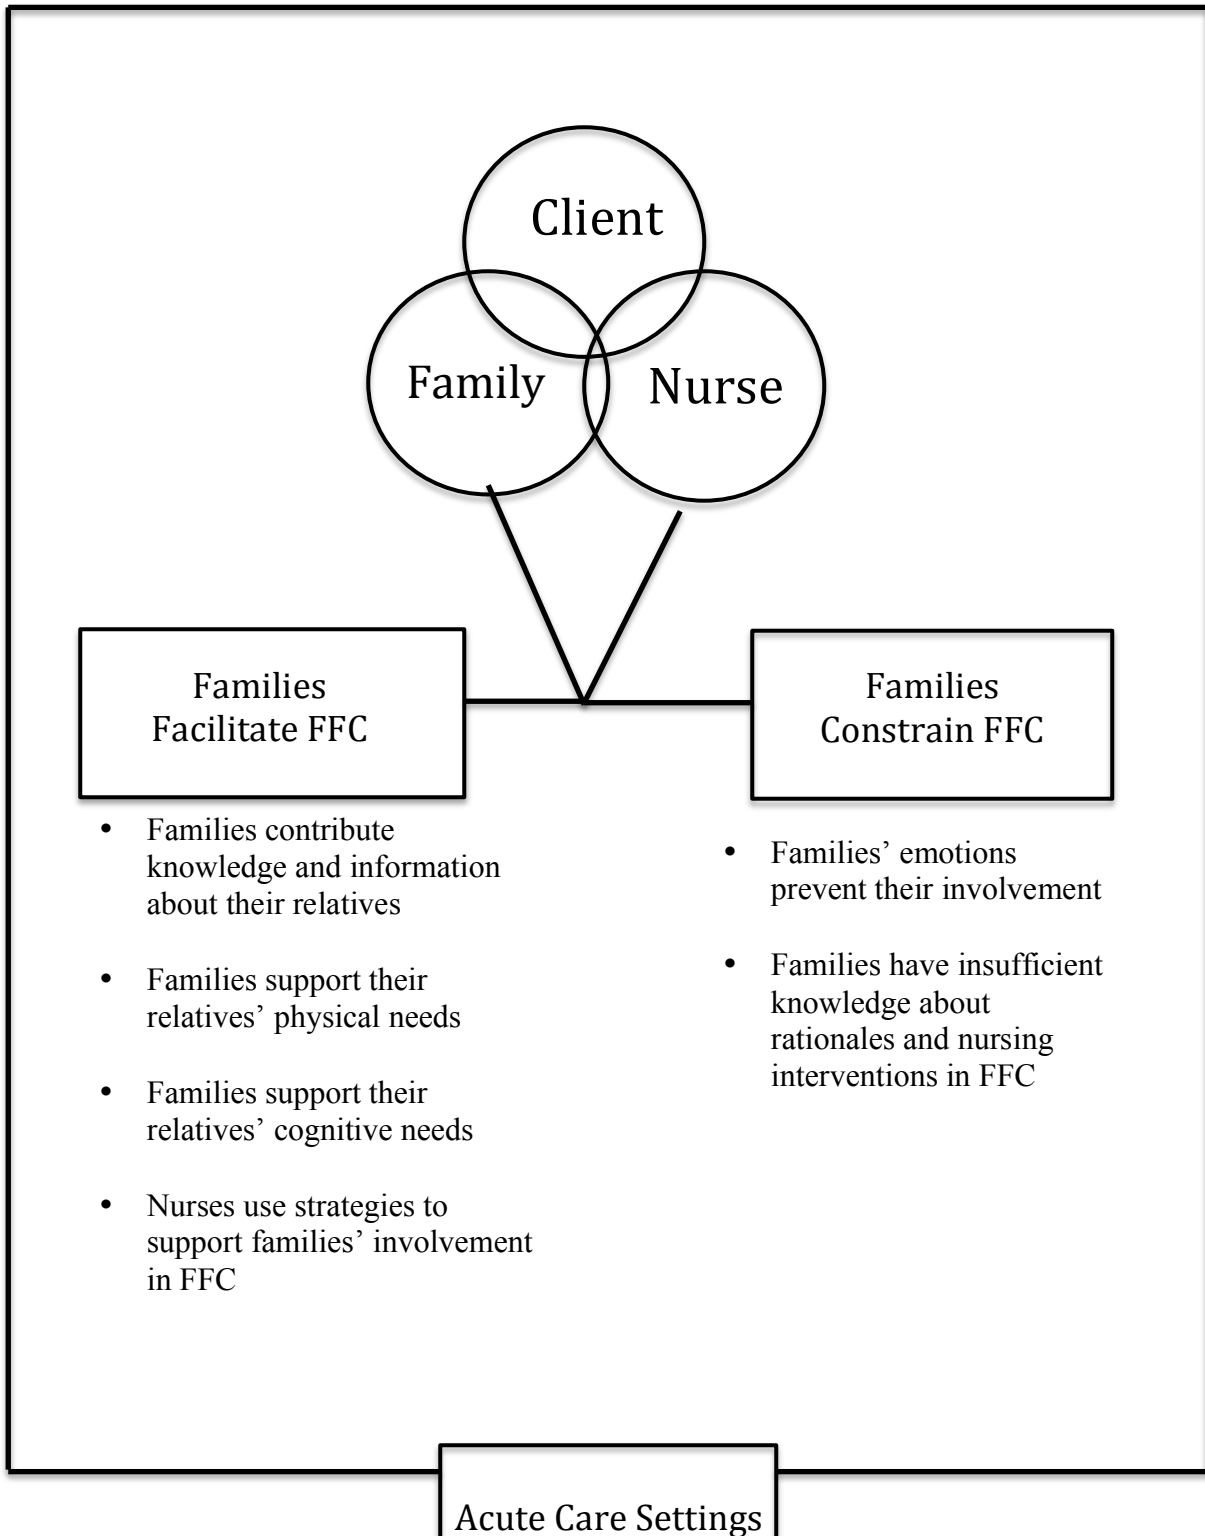 Client
Family
Nurse
Families
Facilitate FFC
Families
Constrain FFC
• Families contribute
knowledge and information
about their relatives
• Families support their
relatives’ physical needs
• Families support their
relatives’ cognitive needs
• Nurses use strategies to
support families’ involvement
in FFC
• Families’ emotions
prevent their involvement
• Families have insufficient
knowledge about
rationales and nursing
interventions in FFC
Acute Care Settings